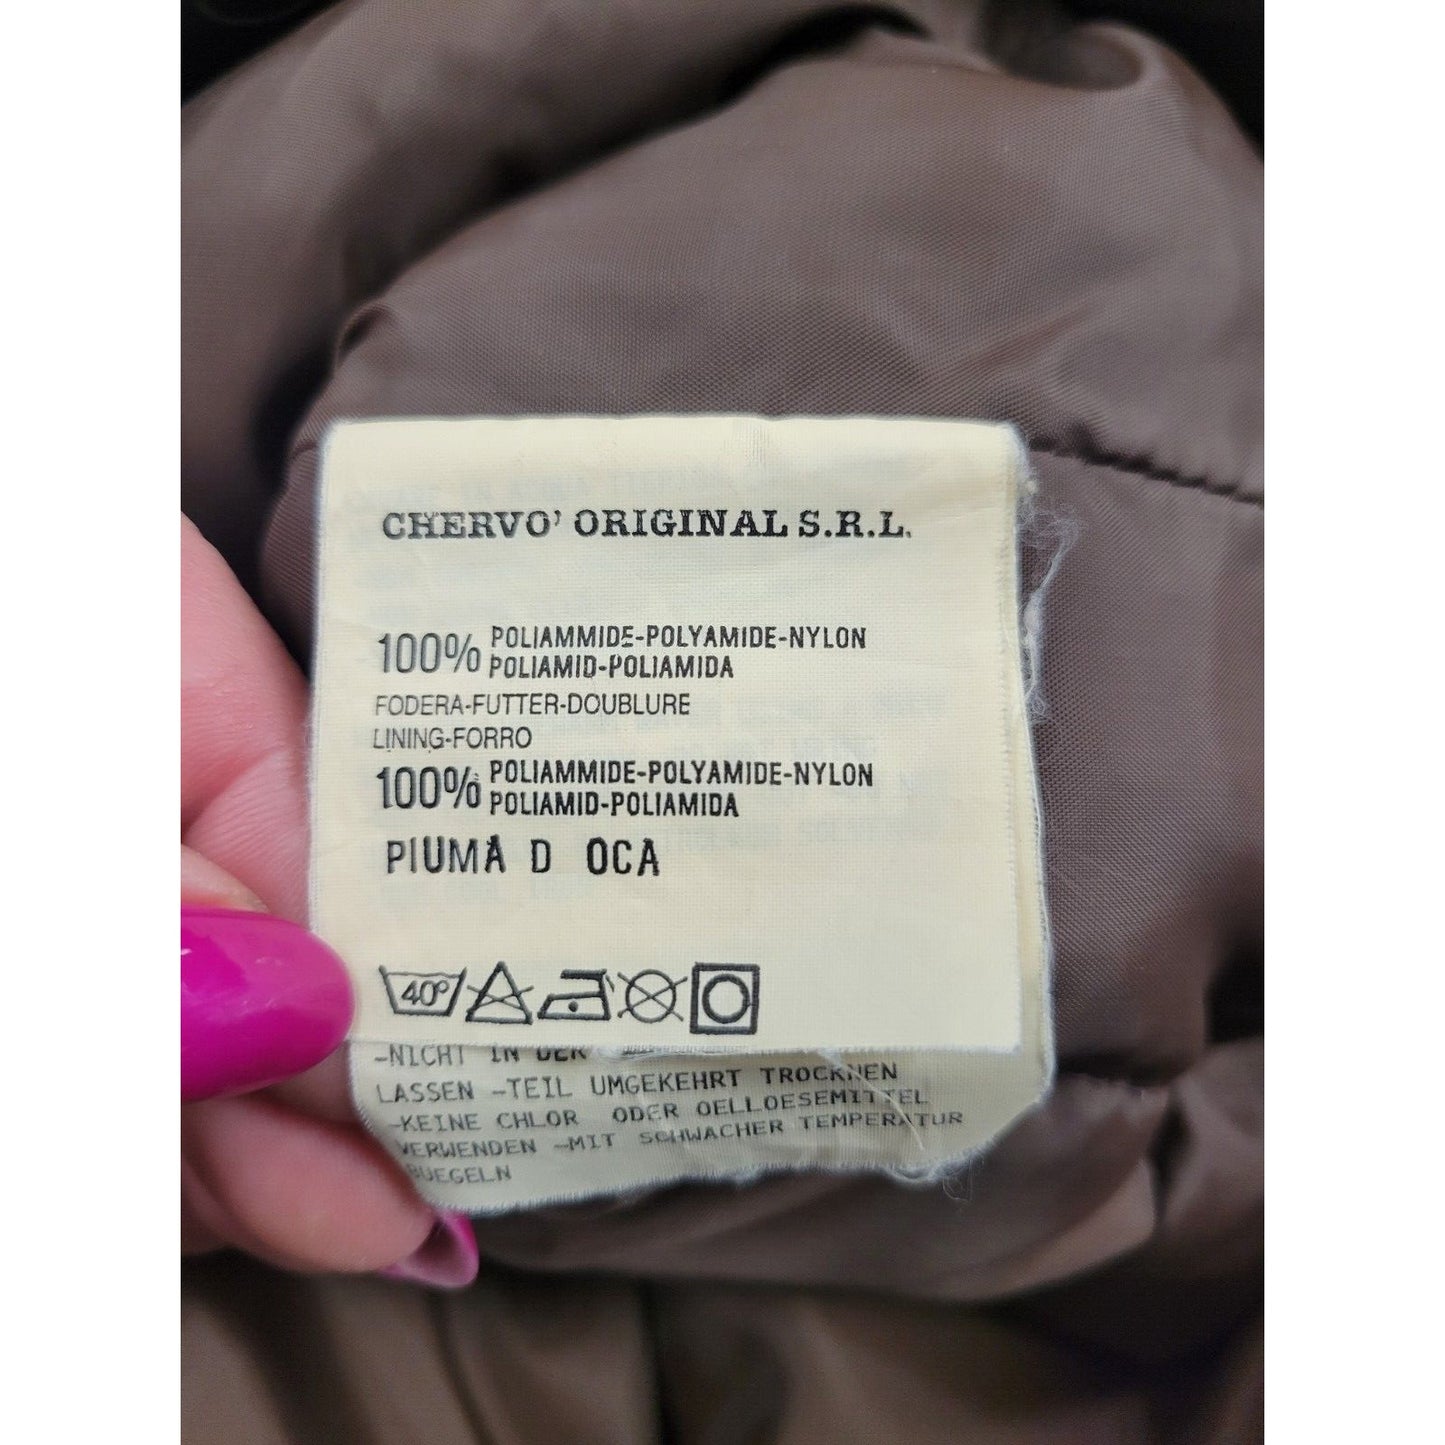 CHERVO' ORIGINAL S.R.L.
100% POLIAMMIDE-POLYAMIDE-NYLON
POLIAMID-POLIAMIDA
FODERA-FUTTER-DOUBLURE
LINING-FORRO
100% POLIAMMIDE-POLYAMIDE-NYLON
POLIAMID-POLIAMIDA
PIUMA D OCA
40°
-NICHT IN DER
LASSEN -TEIL UMGEKEHRT TROCKNEN
-KEINE CHLOR ODER OELLOESEMITTEL
VERWENDEN -MIT SCHWACHER TEMPERATUR
BUEGELN